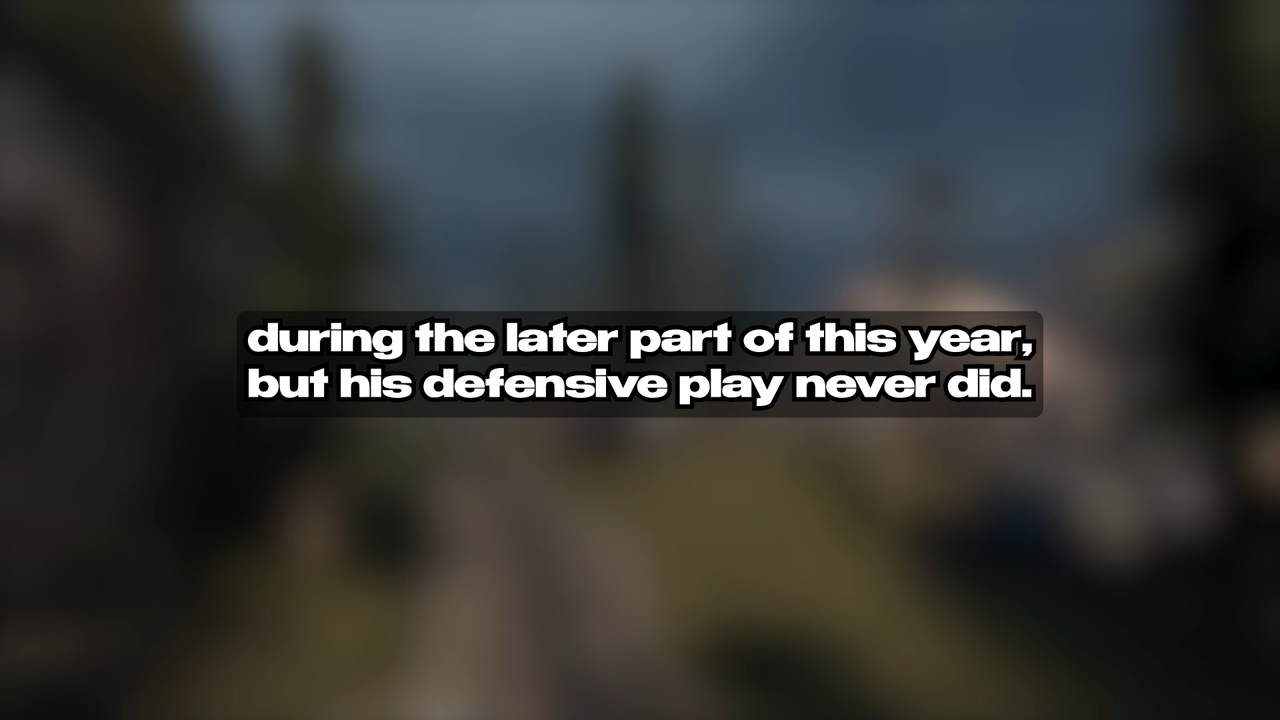 during the later part of this year,
but his defensive play never did.